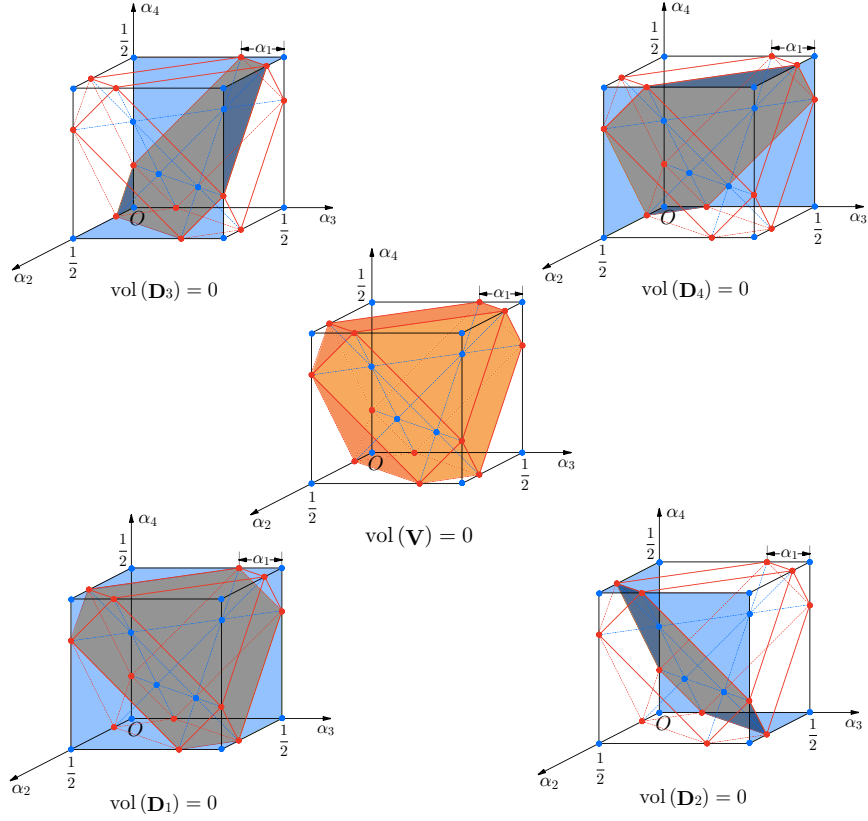 α₄
1/2
α₁
O
α₃
1/2
1/2
α₂
vol (𝐃₃) = 0
α₄
1/2
α₁
O
α₃
1/2
1/2
α₂
vol (𝐃₄) = 0
α₄
1/2
α₁
O
α₃
1/2
1/2
α₂
vol (𝐕) = 0
α₄
1/2
α₁
O
α₃
1/2
1/2
α₂
vol (𝐃₁) = 0
α₄
1/2
α₁
O
α₃
1/2
1/2
α₂
vol (𝐃₂) = 0